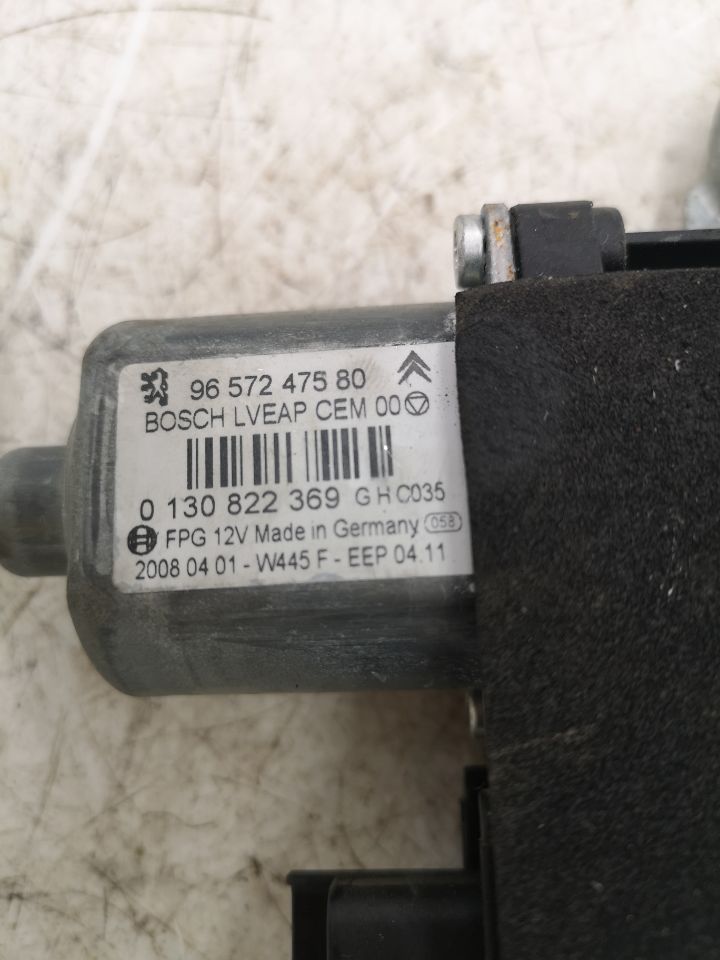 96 572 475 80
BOSCH LVEAP CEM 00
0 130 822 369 G H C035
FPG 12V Made in Germany 058
2008 04 01 - W445 F - EEP 04.11